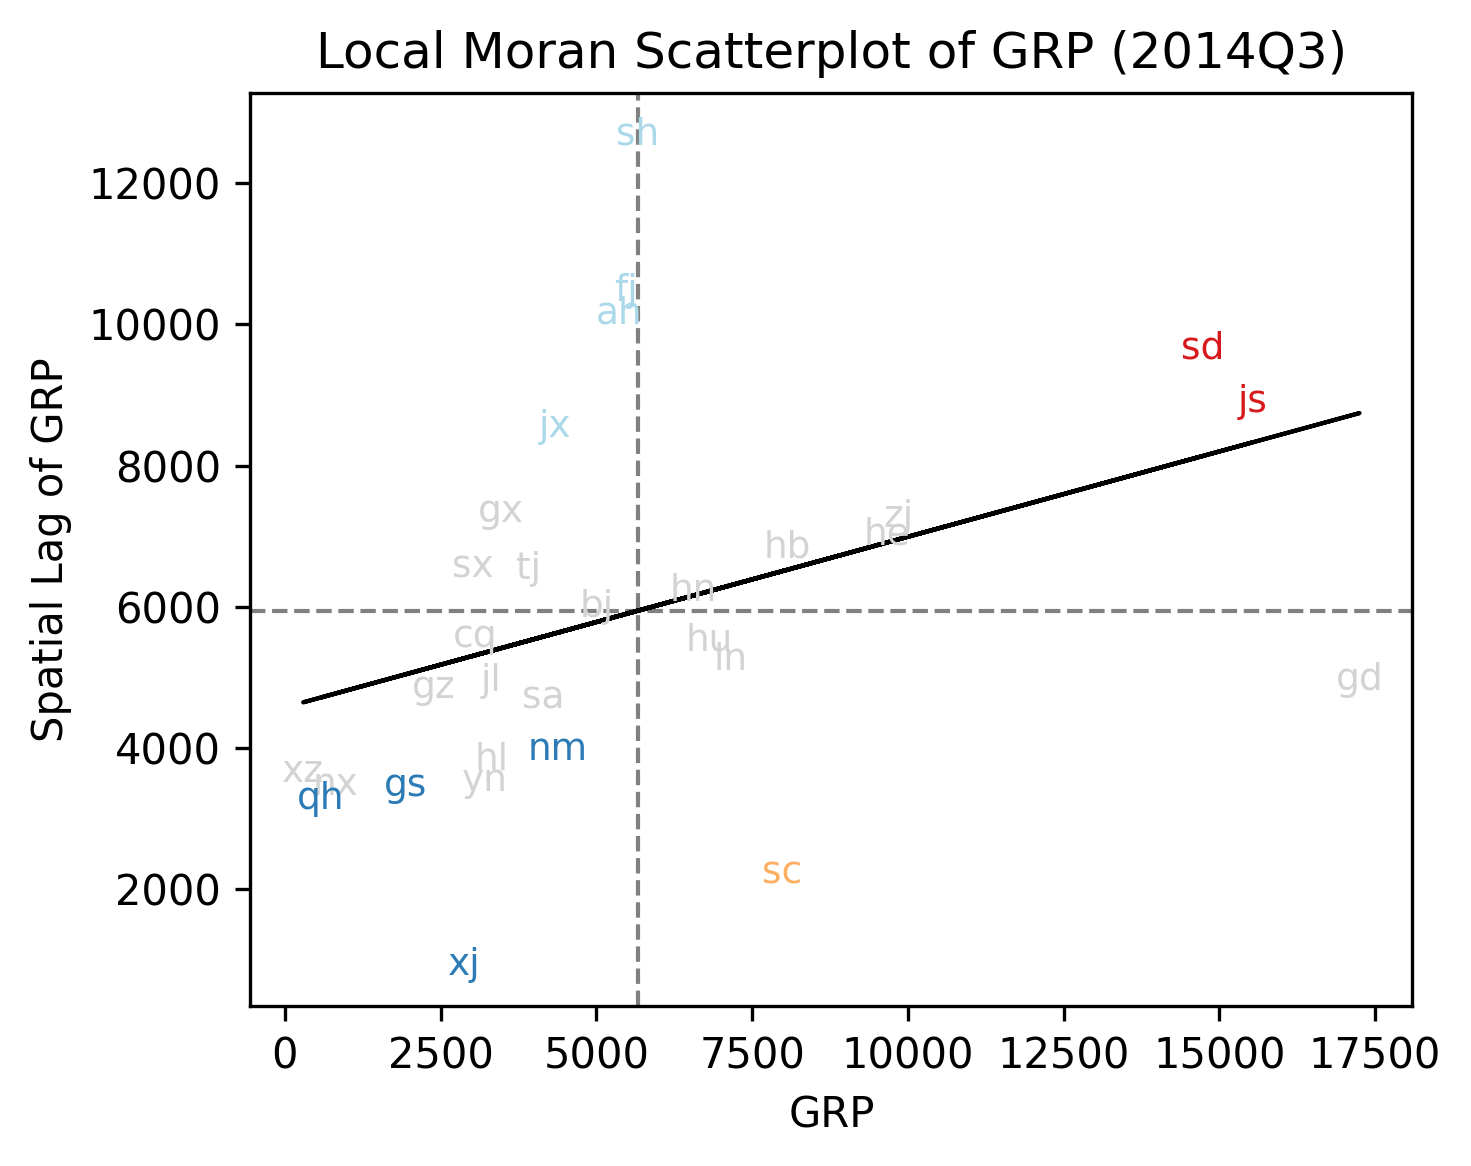 Local Moran Scatterplot of GRP (2014Q3)
sh
12000
fj
ah
10000
sd
js
jx
8000
gx
zj
he
hb
sx
tj
hn
bj
6000
cq
hu
ln
gd
jl
gz
sa
4000
nm
hl
xz
nx
yn
gs
qh
sc
2000
xj
Spatial Lag of GRP
0 2500 5000 7500 10000 12500 15000 17500
GRP